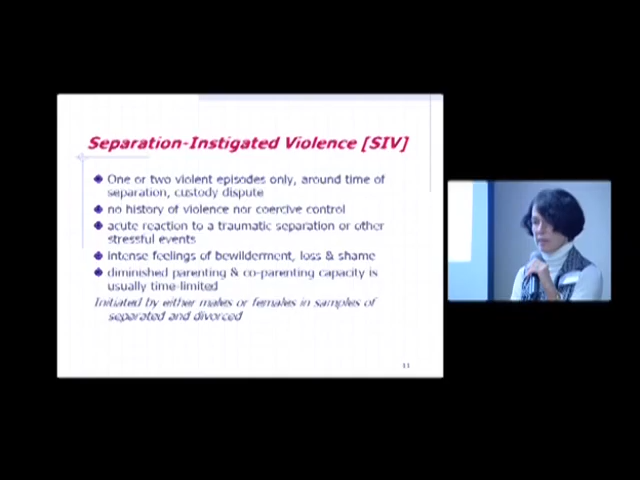 Separation-Instigated Violence [SIV]
One or two violent episodes only, around time of
separation, custody dispute
no history of violence nor coercive control
acute reaction to a traumatic separation or other
stressful events
intense feelings of bewilderment, loss & shame
diminished parenting & co-parenting capacity is
usually time-limited
Initiated by either males or females in samples of
separated and divorced